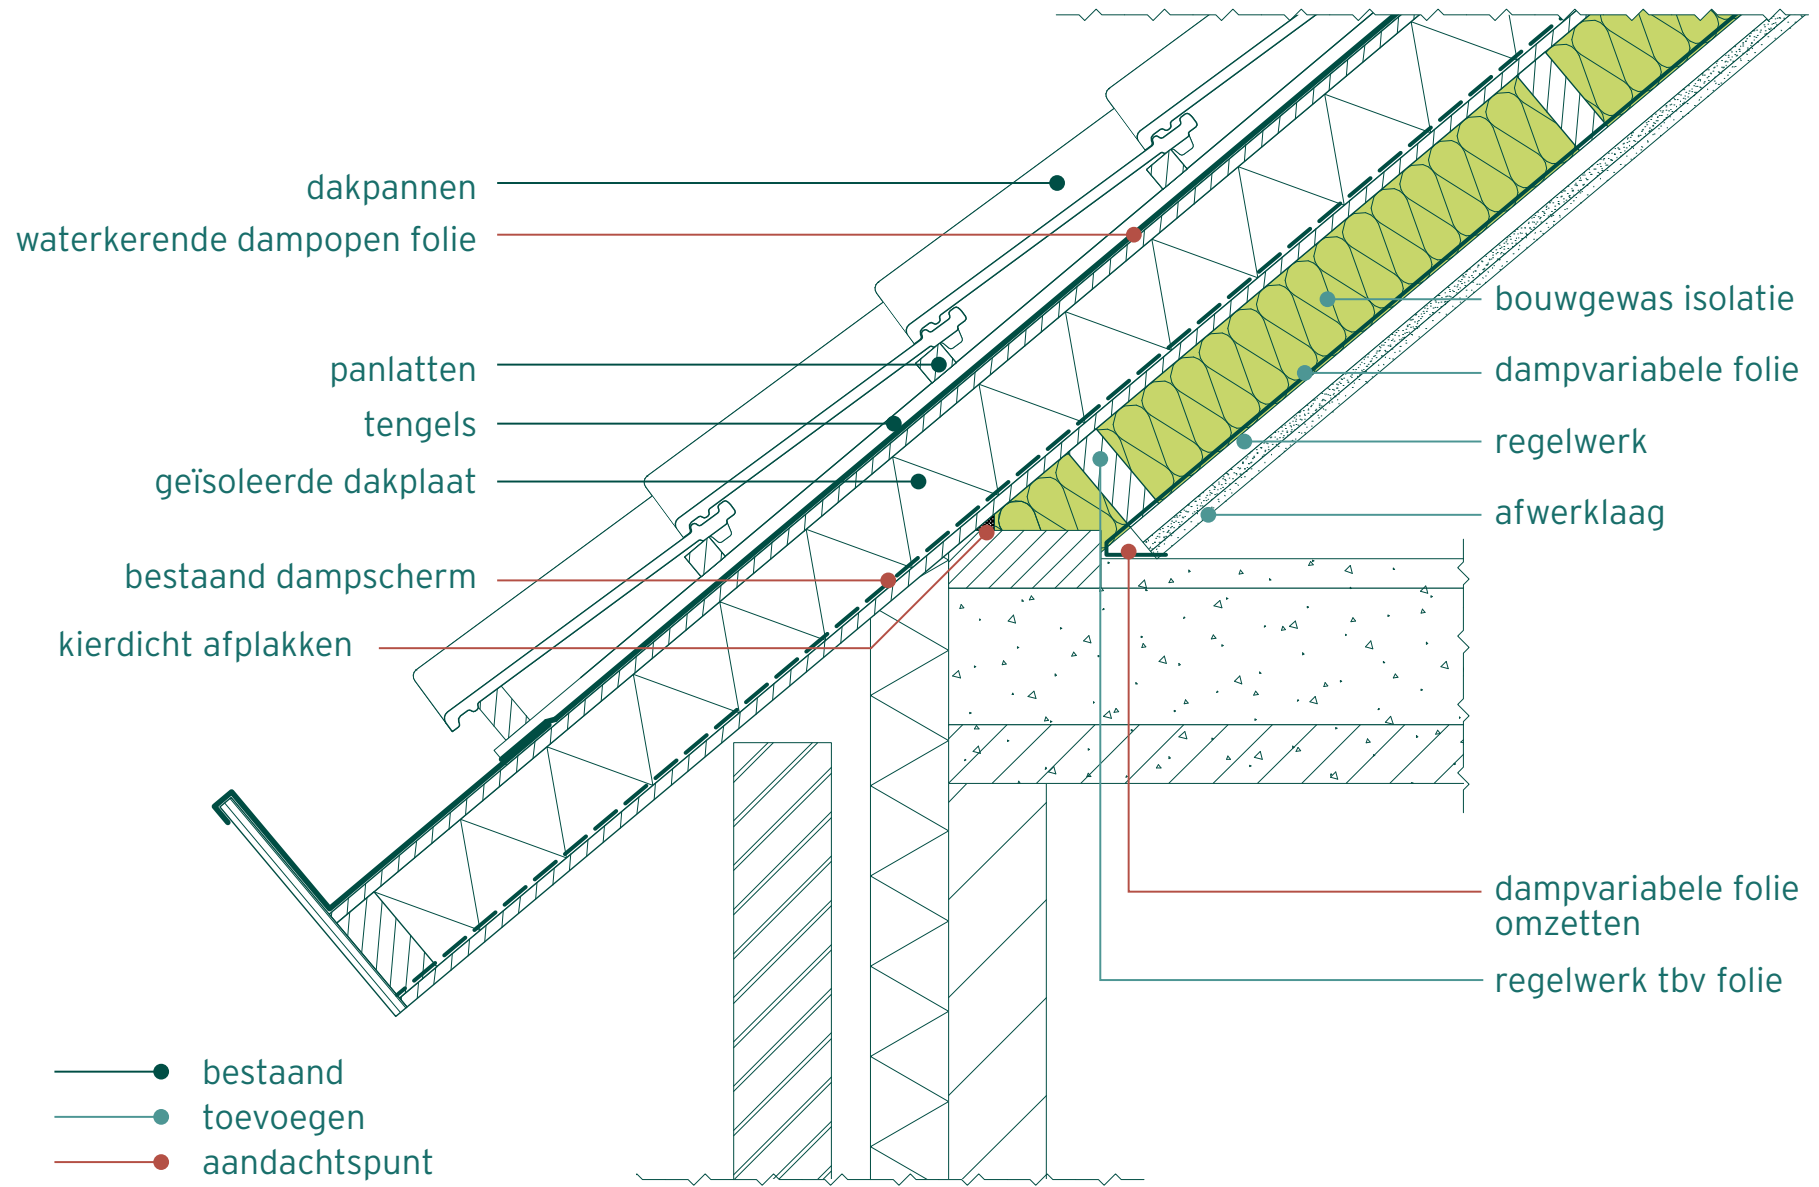 dakpannen
waterkerende dampopen folie
panlatten
tengels
geïsoleerde dakplaat
bestaand dampscherm
kierdicht afplakken
bouwgewas isolatie
dampvariabele folie
regelwerk
afwerklaag
dampvariabele folie
omzetten
regelwerk tbv folie
bestaand
toevoegen
aandachtspunt